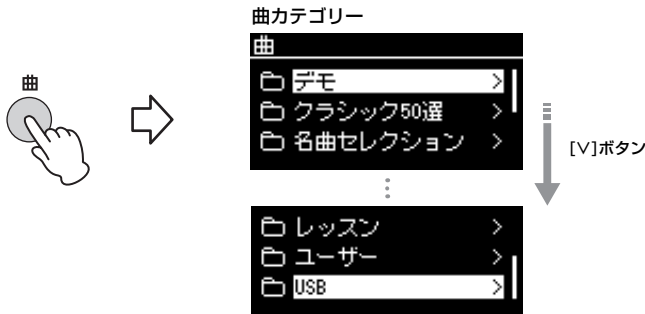 曲カテゴリー
曲
曲
デモ
クラシック50選
名曲セレクション
[∨]ボタン
レッスン
ユーザー
USB